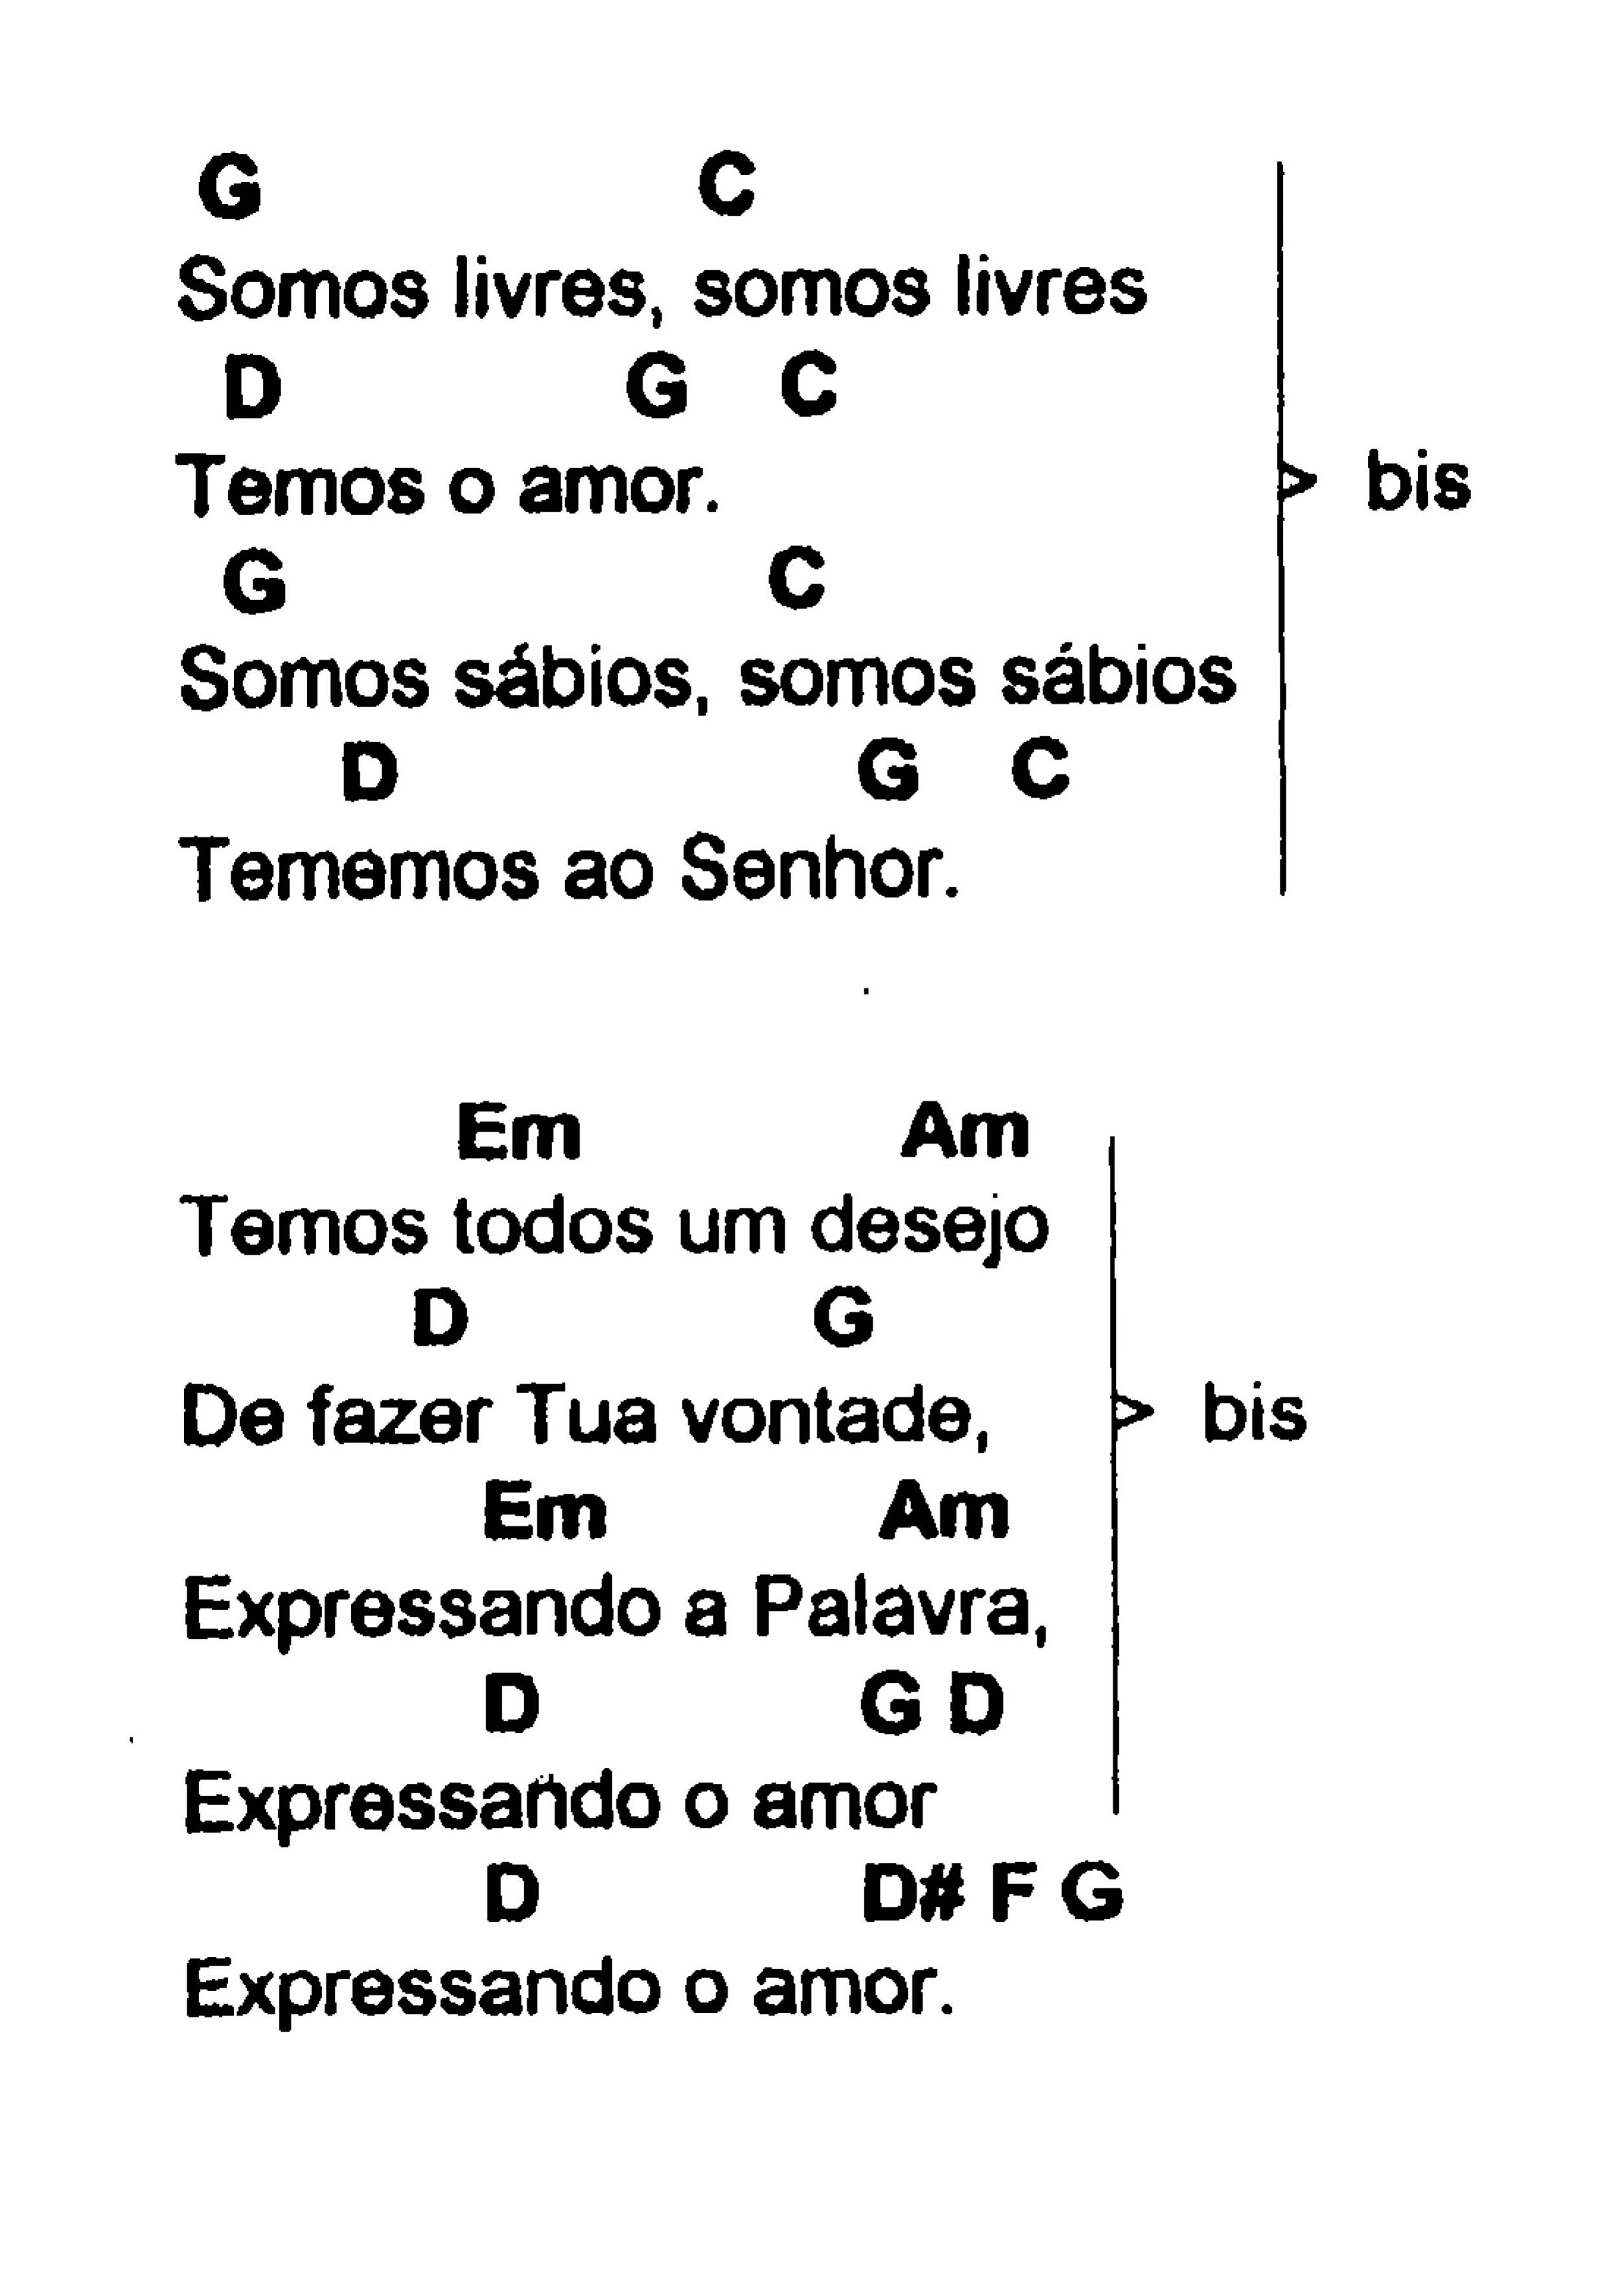 G C
Somos livres, somos livres
D G C
Temos o amor.
> bis
G C
Somos sábios, somos sábios
D G C
Tememos ao Senhor.
Em Am
Temos todos um desejo
D G
De fazer Tua vontade,
> bis
Em Am
Expressando a Palavra,
D G D
Expressando o amor
D D# F G
Expressando o amor.